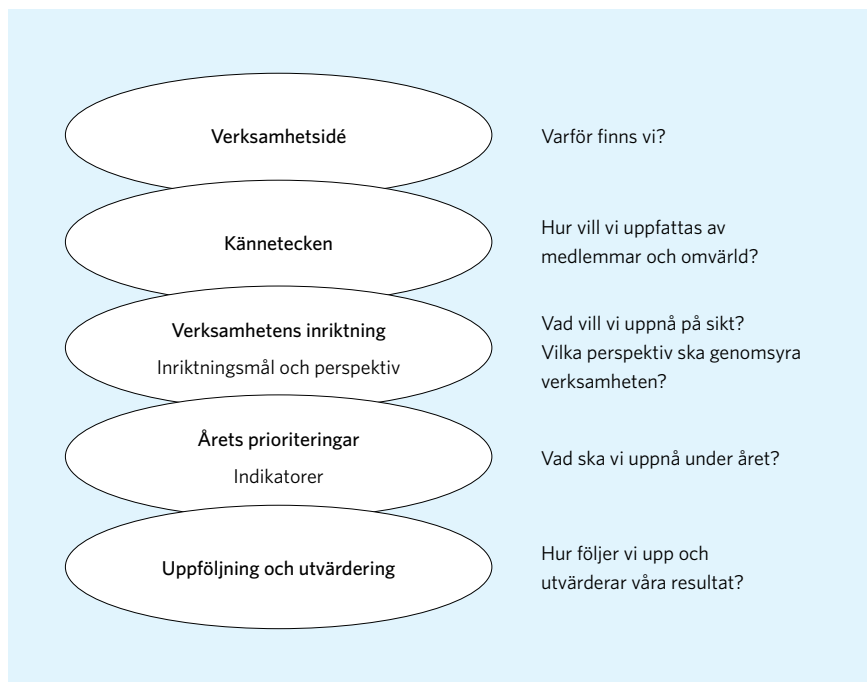 Verksamhetsidé
Varför finns vi?
Kännetecken
Hur vill vi uppfattas av
medlemmar och omvärld?
Verksamhetens inriktning
Inriktningsmål och perspektiv
Vad vill vi uppnå på sikt?
Vilka perspektiv ska genomsyra
verksamheten?
Årets prioriteringar
Indikatorer
Vad ska vi uppnå under året?
Uppföljning och utvärdering
Hur följer vi upp och
utvärderar våra resultat?